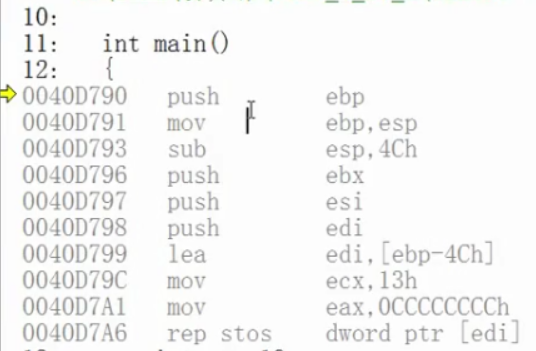 10:
11: int main()
12: {
0040D790 push ebp
0040D791 mov ebp,esp
0040D793 sub esp,4Ch
0040D796 push ebx
0040D797 push esi
0040D798 push edi
0040D799 lea edi,[ebp-4Ch]
0040D79C mov ecx,13h
0040D7A1 mov eax,0CCCCCCCCh
0040D7A6 rep stos dword ptr [edi]